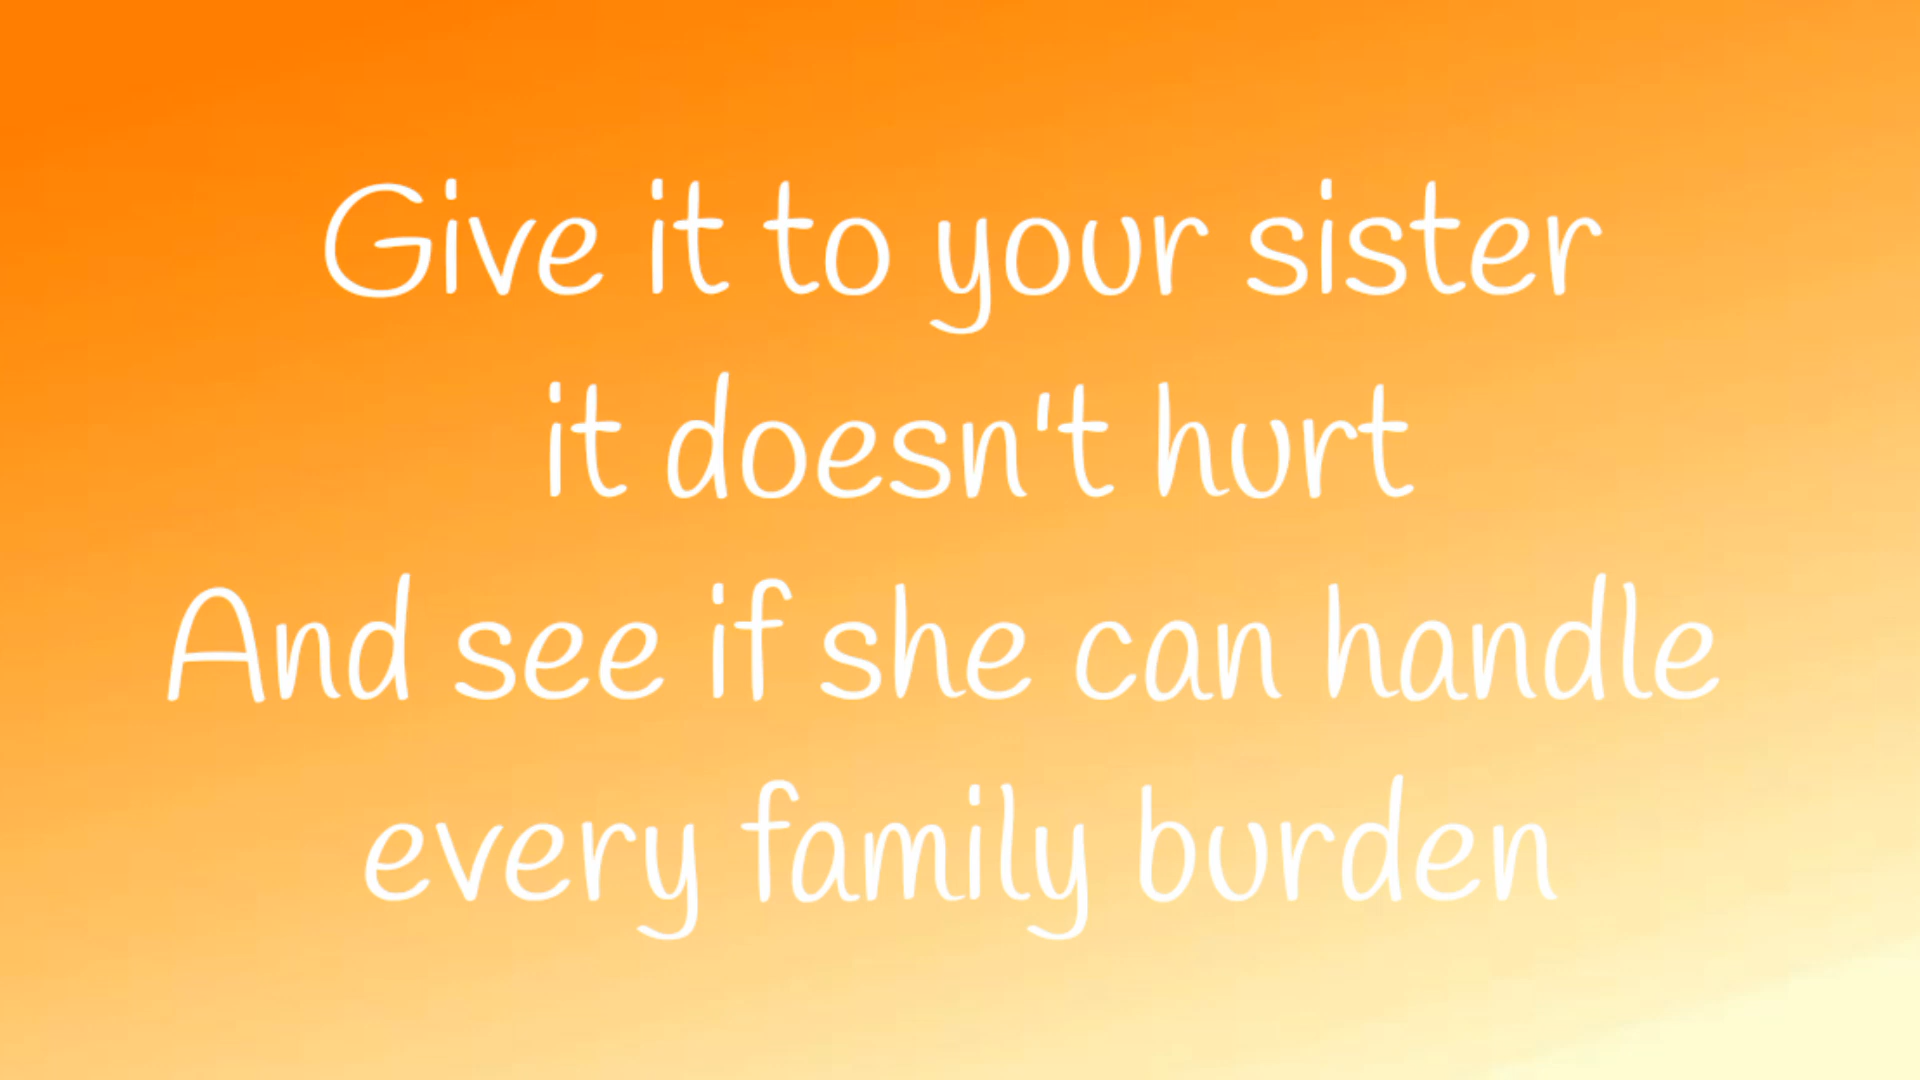 Give it to your sister
it doesn't hurt
And see if she can handle
every family burden